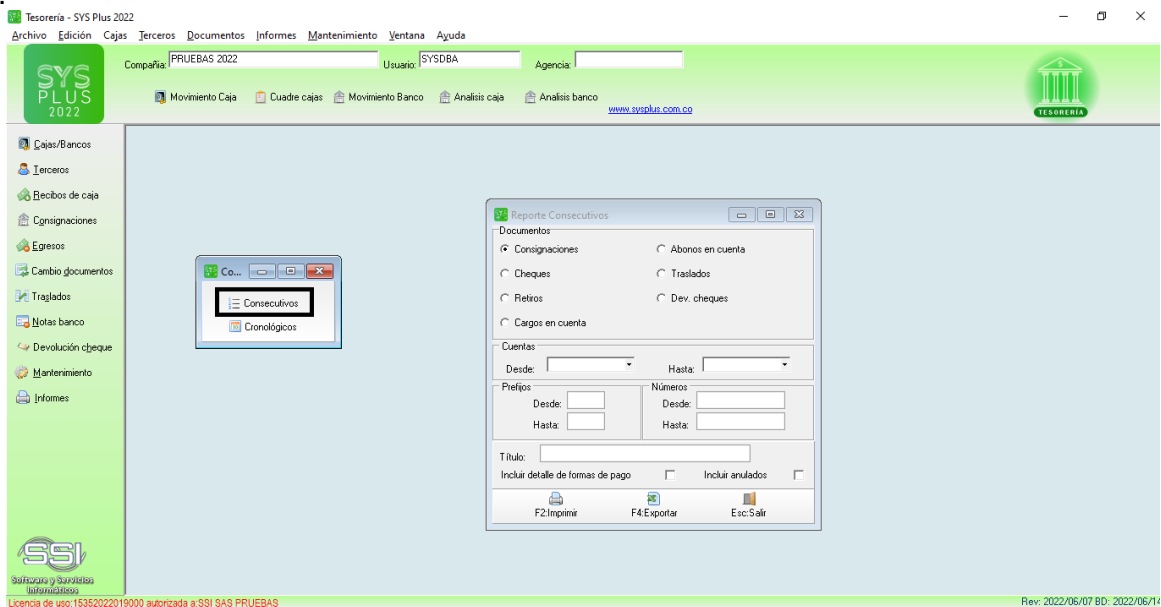 Tesorería - SYS Plus 2022
Archivo Edición Cajas Terceros Documentos Informes Mantenimiento Ventana Ayuda
SYS PLUS 2022
Compañia: PRUEBAS 2022 Usuario: SYSDBA Agencia:
Movimiento Caja Cuadre cajas Movimiento Banco Analisis caja Analisis banco
www.sysplus.com.co
TESORERÍA
Cajas/Bancos
Terceros
Recibos de caja
Consignaciones
Egresos
Cambio documentos
Traslados
Notas banco
Devolución cheque
Mantenimiento
Informes
Co...
Consecutivos
Cronológicos
Reporte Consecutivos
Documentos
Consignaciones Abonos en cuenta
Cheques Traslados
Retiros Dev. cheques
Cargos en cuenta
Cuentas
Desde: Hasta:
Prefijos Números
Desde: Desde:
Hasta: Hasta:
Título:
Incluir detalle de formas de pago Incluir anulados
F2:Imprimir F4:Exportar Esc:Salir
SSI
Software y Servicios
Informáticos
Licencia de uso:15352022019000 autorizada a:SSI SAS PRUEBAS
Rev: 2022/06/07 BD: 2022/06/14